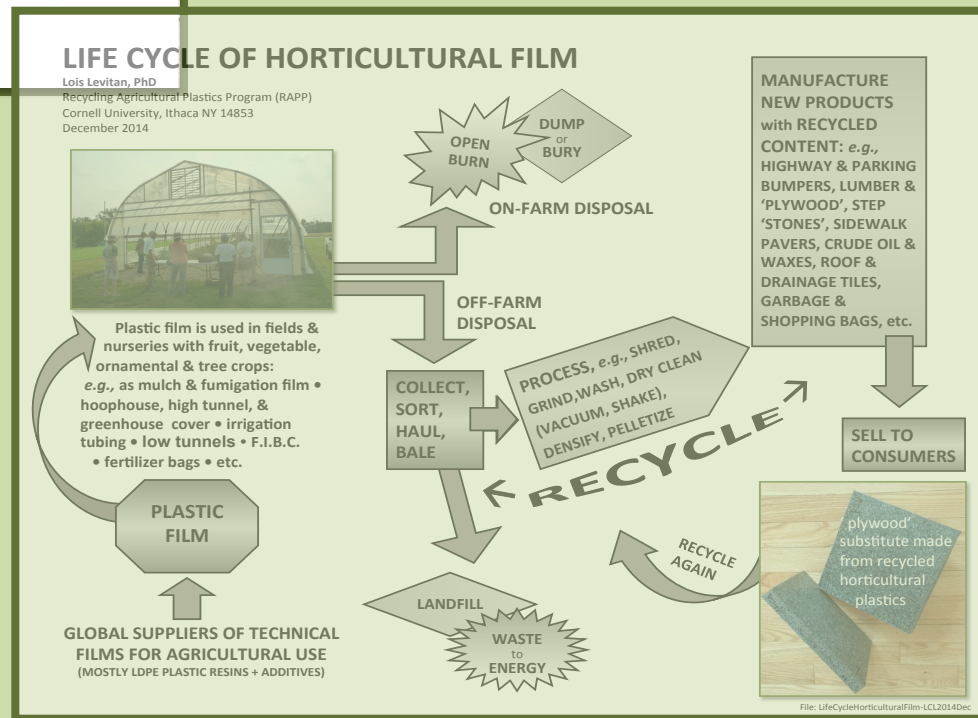 LIFE CYCLE OF HORTICULTURAL FILM
Lois Levitan, PhD
Recycling Agricultural Plastics Program (RAPP)
Cornell University, Ithaca NY 14853
December 2014
OPEN
BURN
DUMP
or
BURY
ON-FARM DISPOSAL
OFF-FARM
DISPOSAL
Plastic film is used in fields &
nurseries with fruit, vegetable,
ornamental & tree crops:
e.g., as mulch & fumigation film •
hoophouse, high tunnel, &
greenhouse cover • irrigation
tubing • low tunnels • F.I.B.C.
• fertilizer bags • etc.
PLASTIC
FILM
GLOBAL SUPPLIERS OF TECHNICAL
FILMS FOR AGRICULTURAL USE
(MOSTLY LDPE PLASTIC RESINS + ADDITIVES)
COLLECT,
SORT,
HAUL,
BALE
PROCESS, e.g., SHRED,
GRIND,WASH, DRY CLEAN
(VACUUM, SHAKE),
DENSIFY, PELLETIZE
RECYCLE
LANDFILL
WASTE
to
ENERGY
MANUFACTURE
NEW PRODUCTS
with RECYCLED
CONTENT: e.g.,
HIGHWAY & PARKING
BUMPERS, LUMBER &
‘PLYWOOD’, STEP
‘STONES’, SIDEWALK
PAVERS, CRUDE OIL &
WAXES, ROOF &
DRAINAGE TILES,
GARBAGE &
SHOPPING BAGS, etc.
SELL TO
CONSUMERS
RECYCLE
AGAIN
plywood’
substitute made
from recycled
horticultural
plastics
File: LifeCycleHorticulturalFilm-LCL2014Dec